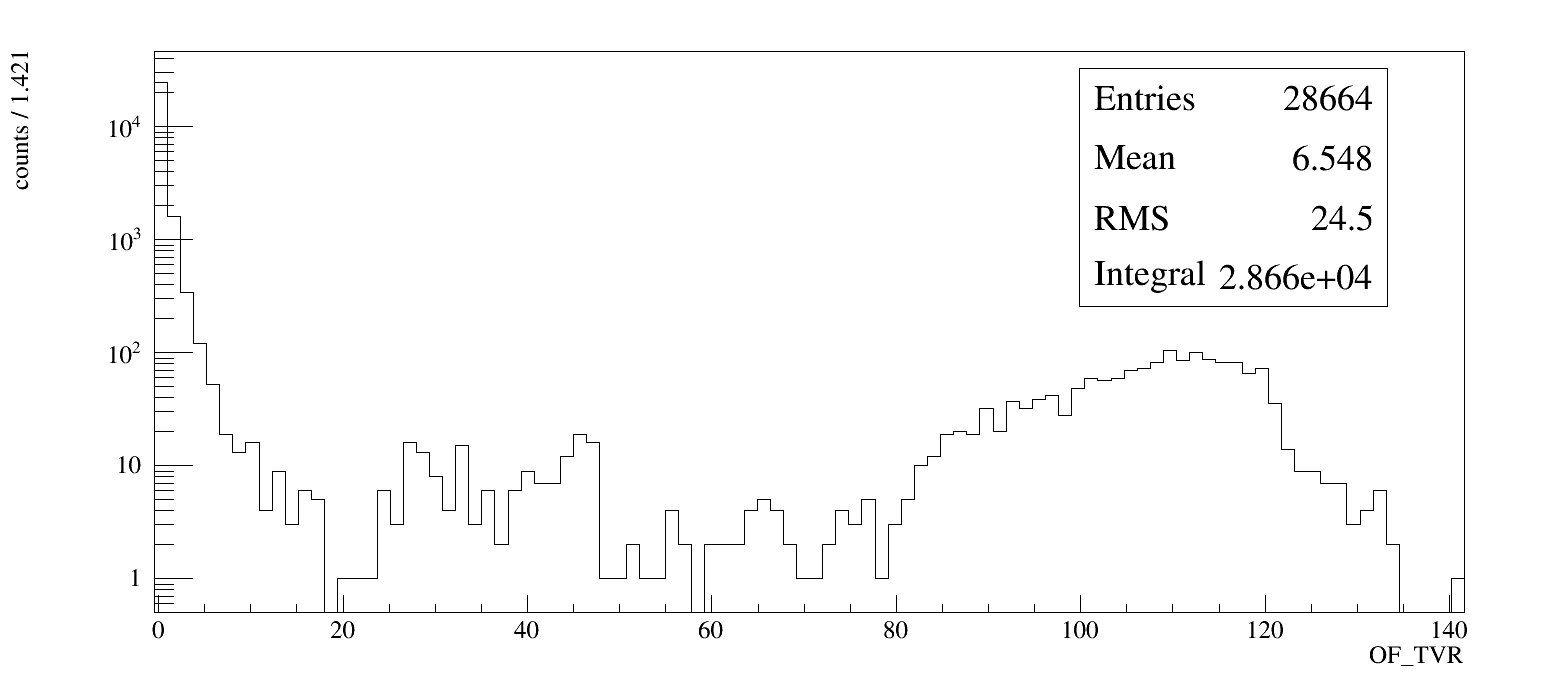 counts / 1.421
Entries 28664
Mean 6.548
RMS 24.5
Integral 2.866e+04
10⁴
10³
10²
10
1
0 20 40 60 80 100 120 140
OF_TVR